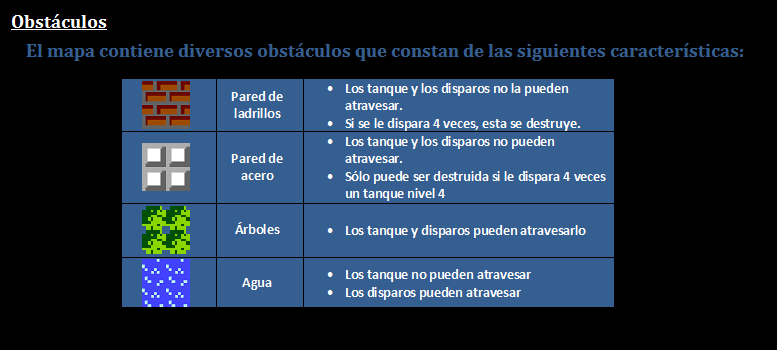 Obstáculos
El mapa contiene diversos obstáculos que constan de las siguientes características:
Pared de
ladrillos
• Los tanque y los disparos no la pueden
atravesar.
• Si se le dispara 4 veces, esta se destruye.
Pared de
acero
• Los tanque y los disparos no pueden
atravesar.
• Sólo puede ser destruida si le dispara 4 veces
un tanque nivel 4
Árboles
• Los tanque y disparos pueden atravesarlo
Agua
• Los tanque no pueden atravesar
• Los disparos pueden atravesar